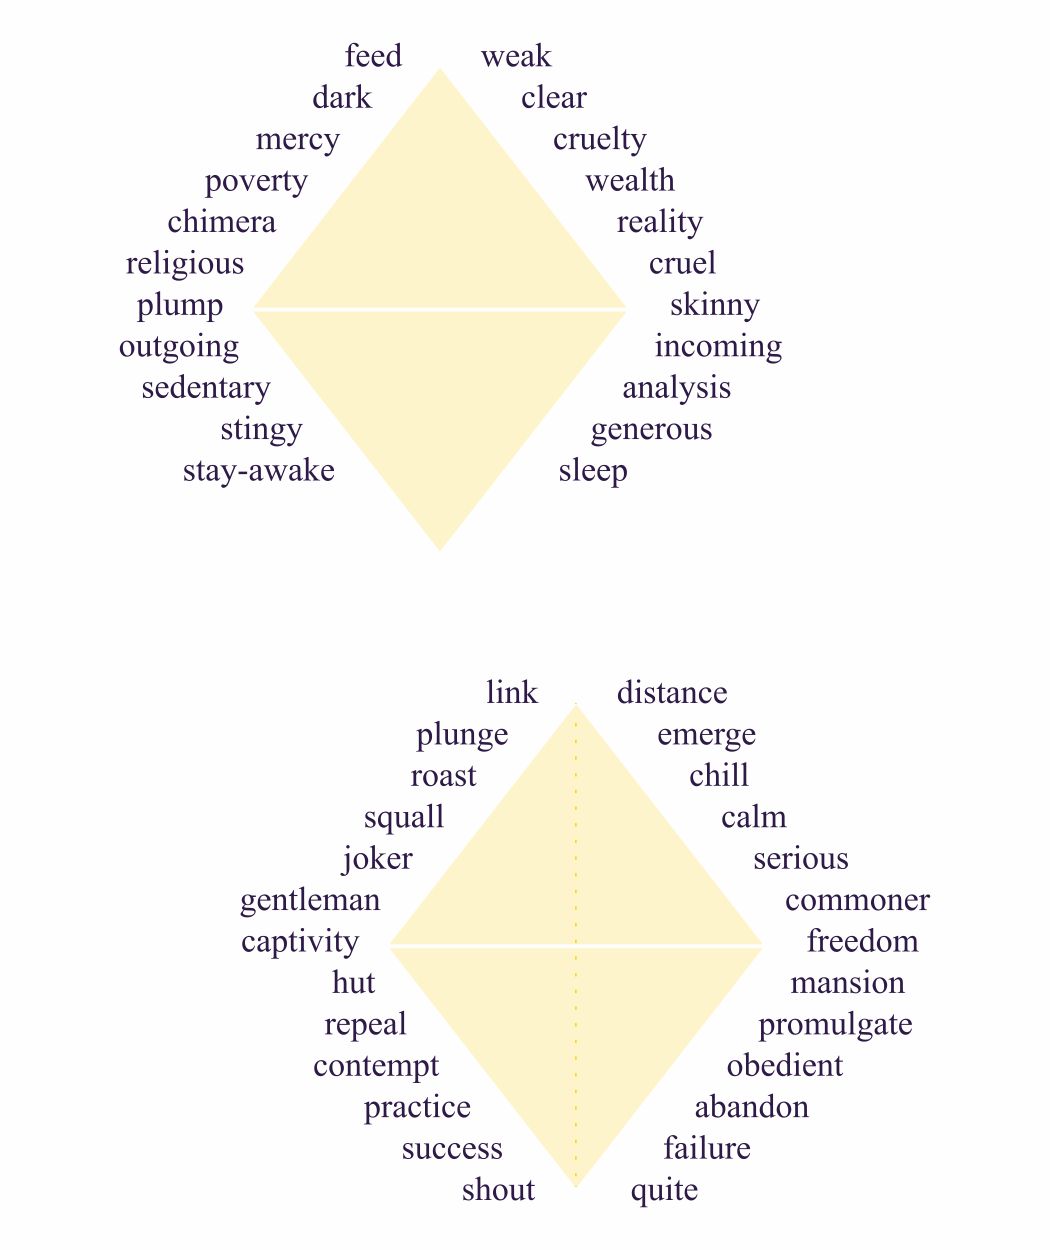 feed weak
dark clear
mercy cruelty
poverty wealth
chimera reality
religious cruel
plump skinny
outgoing incoming
sedentary analysis
stingy generous
stay-awake sleep
link distance
plunge emerge
roast chill
squall calm
joker serious
gentleman commoner
captivity freedom
hut mansion
repeal promulgate
contempt obedient
practice abandon
success failure
shout quite